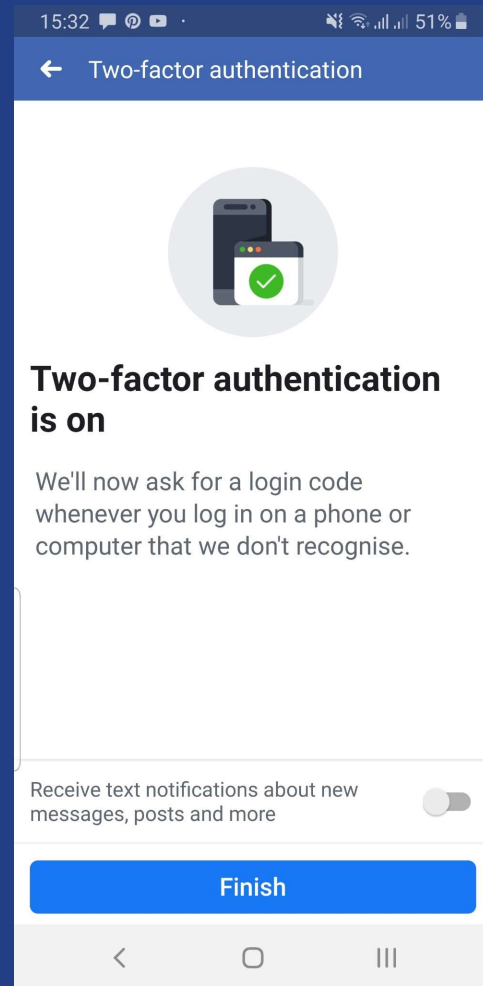 15:32
51%
Two-factor authentication
Two-factor authentication
is on
We'll now ask for a login code
whenever you log in on a phone or
computer that we don't recognise.
Receive text notifications about new
messages, posts and more
Finish